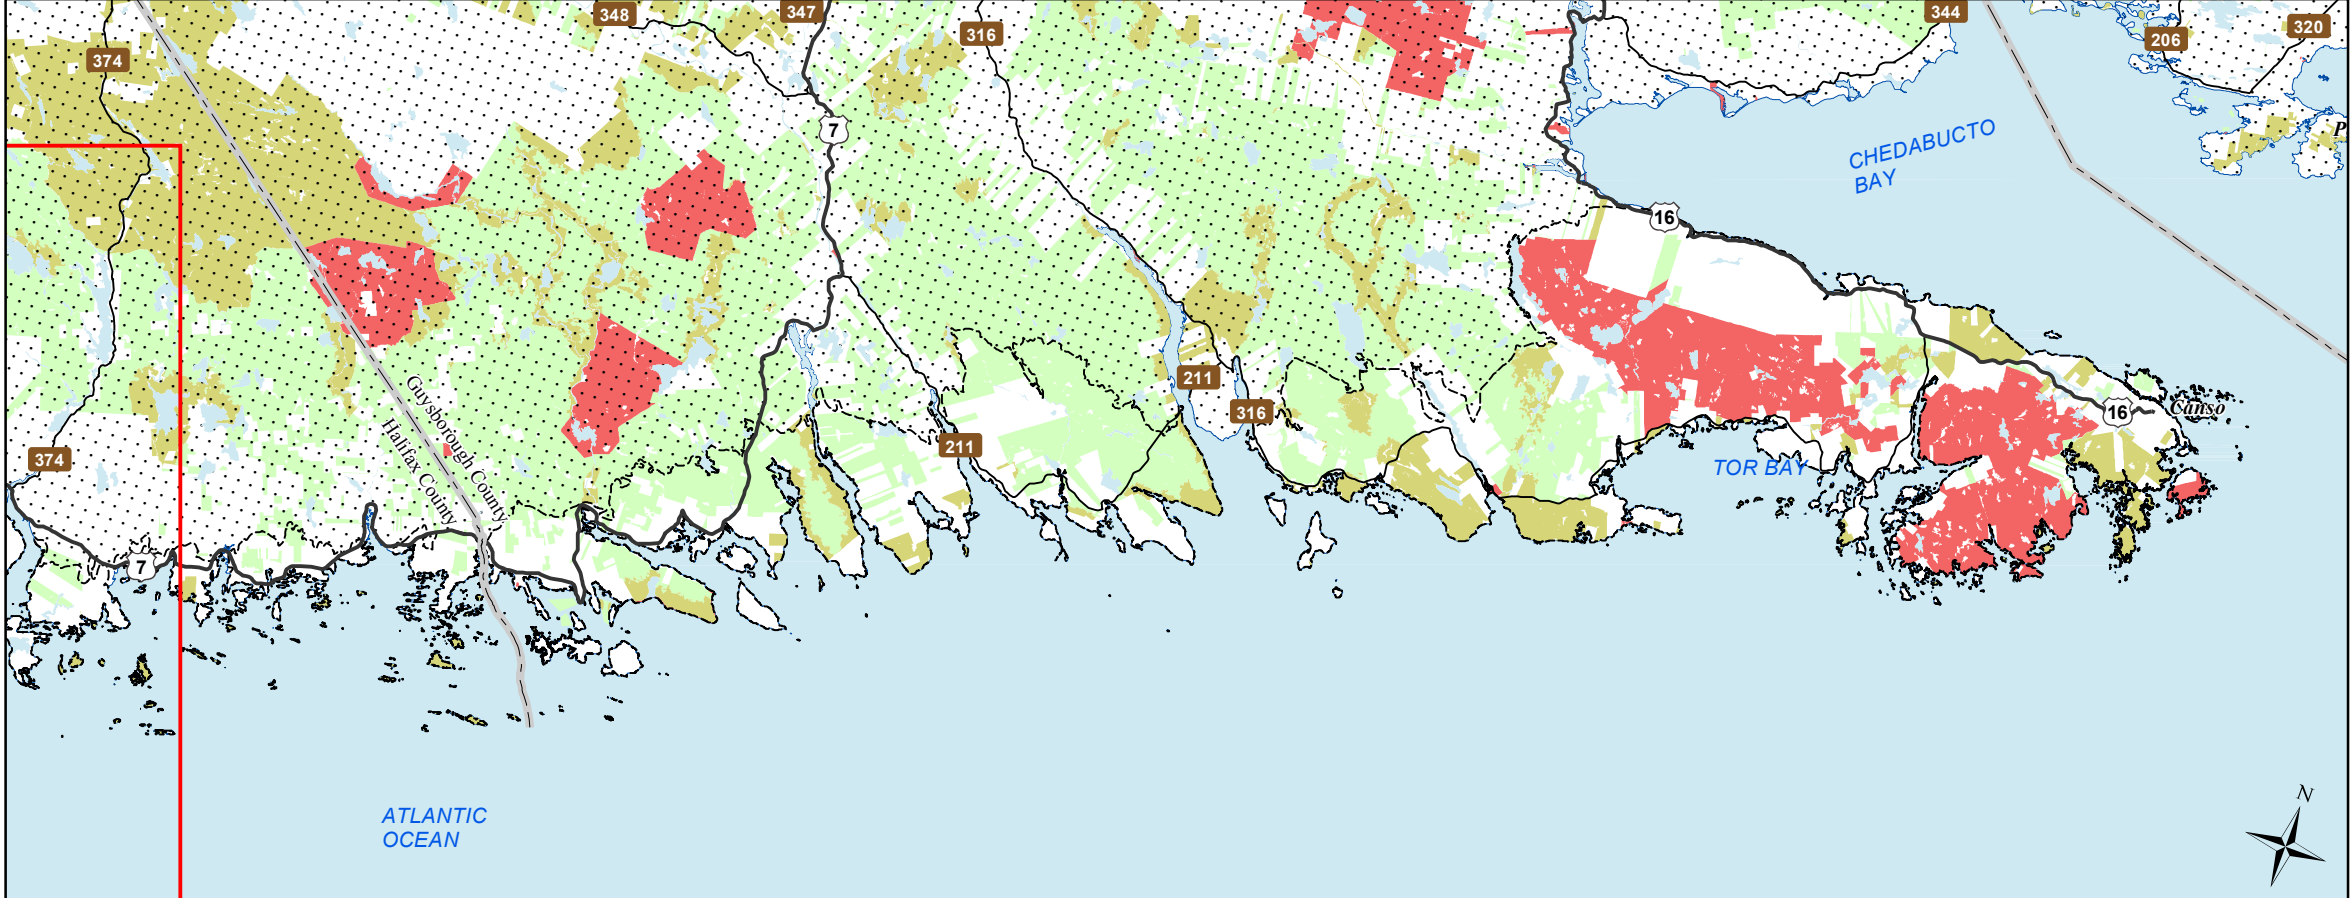 348
347
344
320
316
206
374
7
P
CHEDABUCTO
BAY
16
211
Guysborough County
Halifax County
316
Canso
16
211
374
TOR BAY
7
N
ATLANTIC
OCEAN